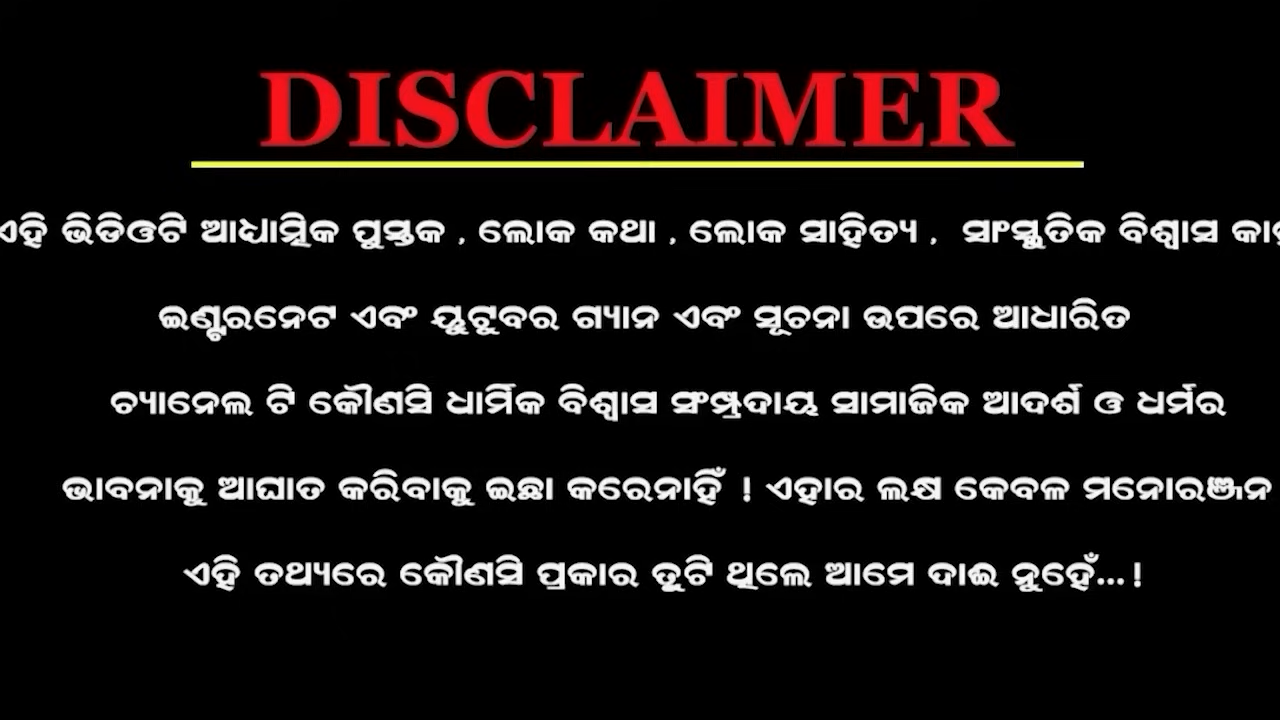 DISCLAIMER
ଏହି ଭିଡିଓଟି ଆଧ୍ୟାତ୍ମିକ ପୁସ୍ତକ , ଲୋକ କଥା , ଲୋକ ସାହିତ୍ୟ , ସାଂସ୍କୃତିକ ବିଶ୍ୱାସ
ଇଣ୍ଟରନେଟ ଏବଂ ୟୁଟୁବର ଗ୍ୟାନ ଏବଂ ସୂଚନା ଉପରେ ଆଧାରିତ
ଚ୍ୟାନେଲ ଟି କୌଣସି ଧାର୍ମିକ ବିଶ୍ୱାସ ସଂମ୍ପ୍ରଦାୟ ସାମାଜିକ ଆଦର୍ଶ ଓ ଧର୍ମର
ଭାବନାକୁ ଆଘାତ କରିବାକୁ ଇଛା କରେନାହିଁ ! ଏହାର ଲକ୍ଷ କେବଳ ମନୋରଞ୍ଜନ
ଏହି ତଥ୍ୟରେ କୌଣସି ପ୍ରକାର ତ୍ରୁଟି ଥିଲେ ଆମେ ଦାଈ ନୁହେଁ...!